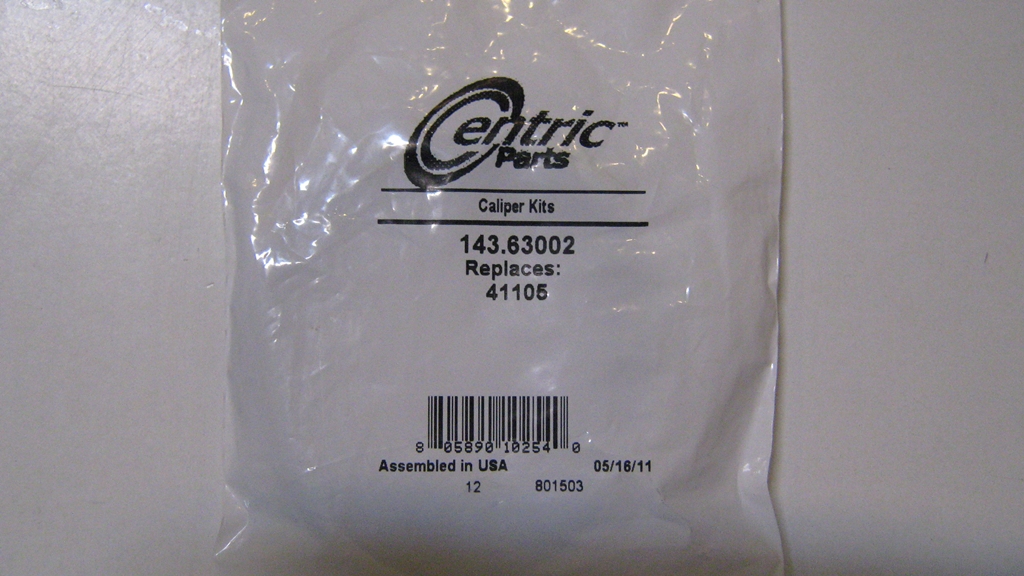 Centric™
Parts
Caliper Kits
143.63002
Replaces:
41105
8 05890 10254 0
Assembled in USA 05/16/11
12 801503